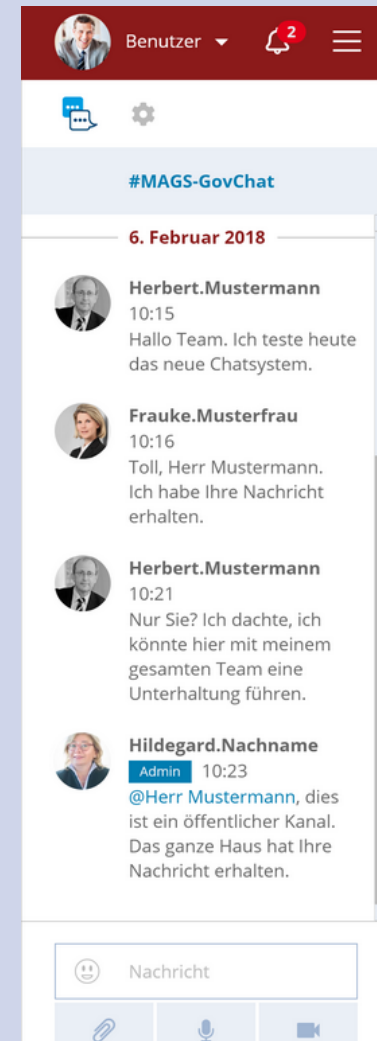 Benutzer
2
#MAGS-GovChat
6. Februar 2018
Herbert.Mustermann
10:15
Hallo Team. Ich teste heute
das neue Chatsystem.
Frauke.Musterfrau
10:16
Toll, Herr Mustermann.
Ich habe Ihre Nachricht
erhalten.
Herbert.Mustermann
10:21
Nur Sie? Ich dachte, ich
könnte hier mit meinem
gesamten Team eine
Unterhaltung führen.
Hildegard.Nachname
Admin 10:23
@Herr Mustermann, dies
ist ein öffentlicher Kanal.
Das ganze Haus hat Ihre
Nachricht erhalten.
Nachricht